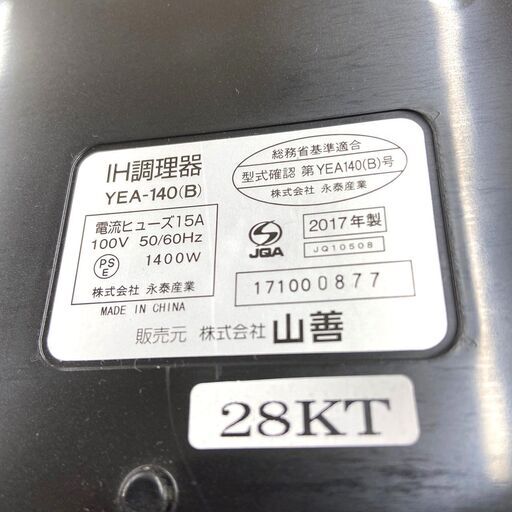 IH調理器
YEA-140(B)
総務省基準適合
型式確認 第YEA140(B)号
株式会社 永泰産業
電流ヒューズ15A
100V 50/60Hz
1400W
PS
E
株式会社 永泰産業
MADE IN CHINA
JQA
2017年製
JQ10508
171000877
販売元 株式会社 山善
28KT